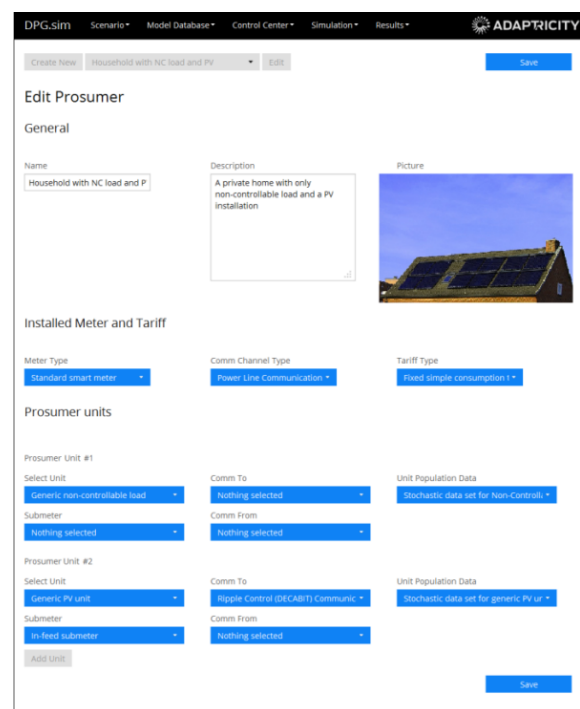 DPG.sim Scenario Model Database Control Center Simulation Results ADAPTRICITY
Create New Household with NC load and PV Edit Save
Edit Prosumer
General
Name Description Picture
Household with NC load and P
A private home with only
non-controllable load and a PV
installation
Installed Meter and Tariff
Meter Type Comm Channel Type Tariff Type
Standard smart meter Power Line Communication Fixed simple consumption t
Prosumer units
Prosumer Unit #1
Select Unit Comm To Unit Population Data
Generic non-controllable load Nothing selected Stochastic data set for Non-Controll
Submeter Comm From
Nothing selected Nothing selected
Prosumer Unit #2
Select Unit Comm To Unit Population Data
Generic PV unit Ripple Control (DECABIT) Communic Stochastic data set for generic PV ur
Submeter Comm From
In-feed submeter Nothing selected
Add Unit
Save